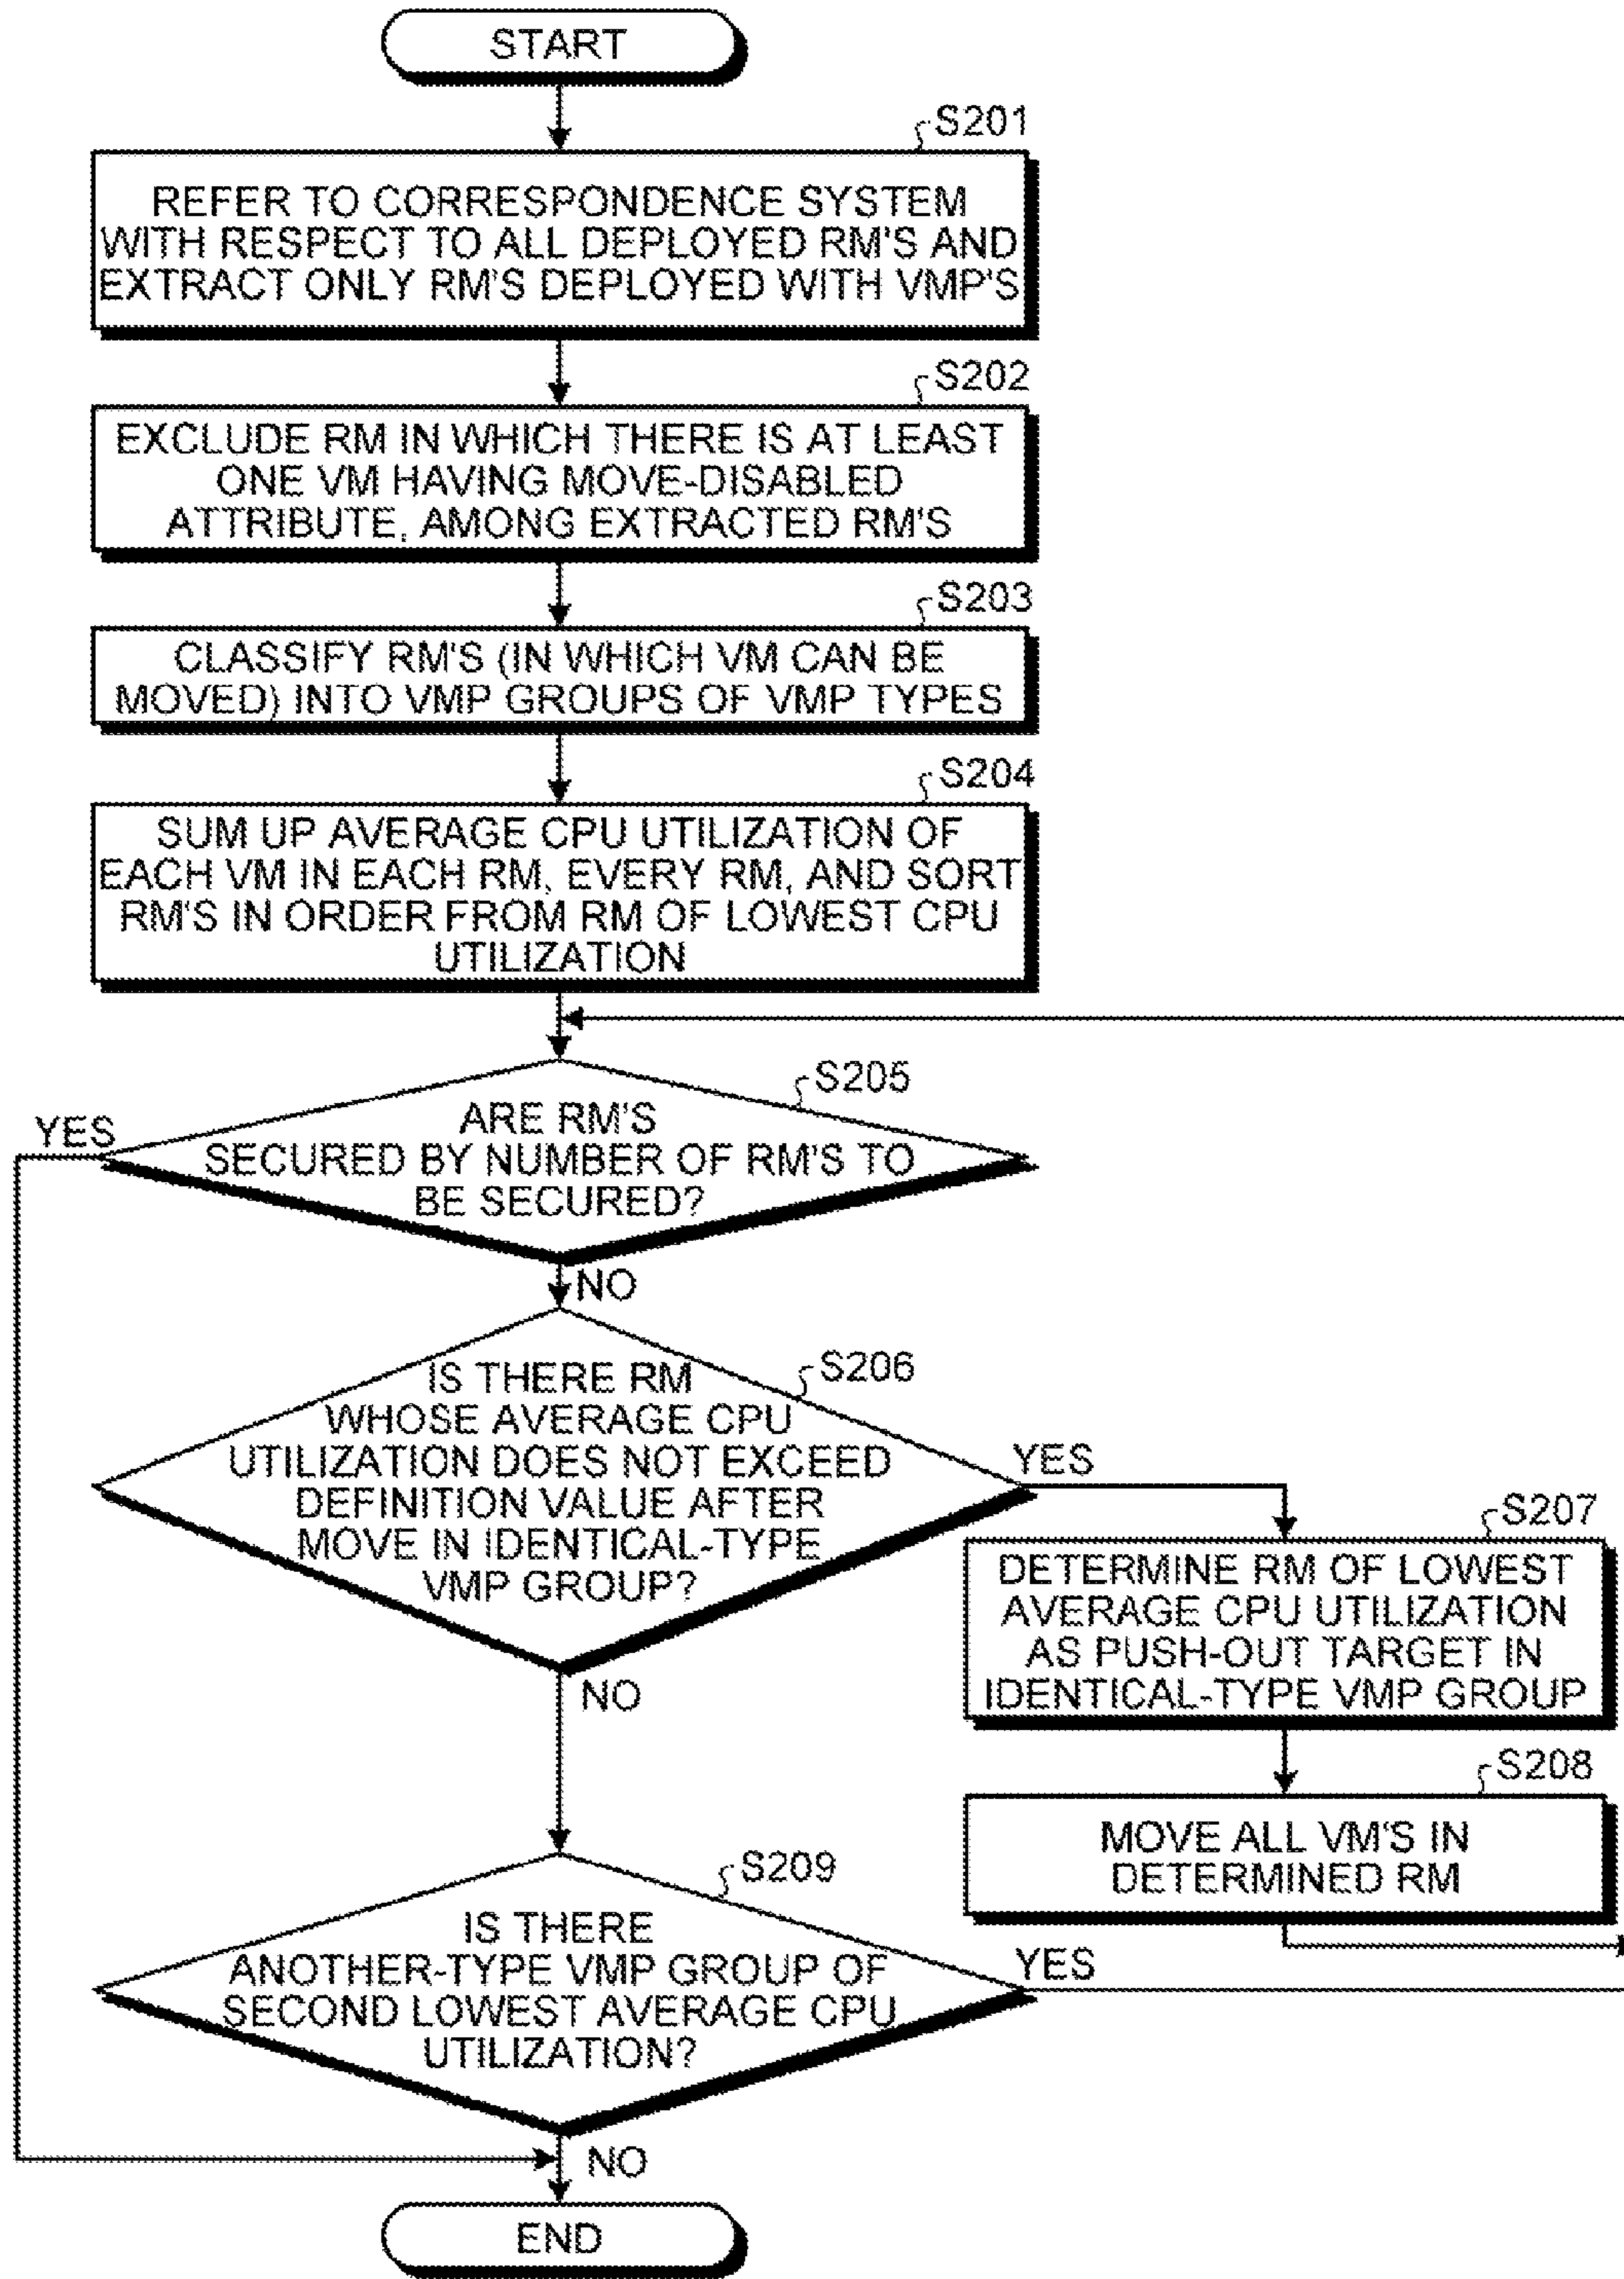 START
S201
REFER TO CORRESPONDENCE SYSTEM
WITH RESPECT TO ALL DEPLOYED RM'S AND
EXTRACT ONLY RM'S DEPLOYED WITH VMP'S
S202
EXCLUDE RM IN WHICH THERE IS AT LEAST
ONE VM HAVING MOVE-DISABLED
ATTRIBUTE, AMONG EXTRACTED RM'S
S203
CLASSIFY RM'S (IN WHICH VM CAN BE
MOVED) INTO VMP GROUPS OF VMP TYPES
S204
SUM UP AVERAGE CPU UTILIZATION OF
EACH VM IN EACH RM, EVERY RM, AND SORT
RM'S IN ORDER FROM RM OF LOWEST CPU
UTILIZATION
S205
ARE RM'S
SECURED BY NUMBER OF RM'S TO
BE SECURED?
YES
NO
S206
IS THERE RM
WHOSE AVERAGE CPU
UTILIZATION DOES NOT EXCEED
DEFINITION VALUE AFTER
MOVE IN IDENTICAL-TYPE
VMP GROUP?
YES
NO
S207
DETERMINE RM OF LOWEST
AVERAGE CPU UTILIZATION
AS PUSH-OUT TARGET IN
IDENTICAL-TYPE VMP GROUP
S208
MOVE ALL VM'S IN
DETERMINED RM
S209
IS THERE
ANOTHER-TYPE VMP GROUP OF
SECOND LOWEST AVERAGE CPU
UTILIZATION?
YES
NO
END